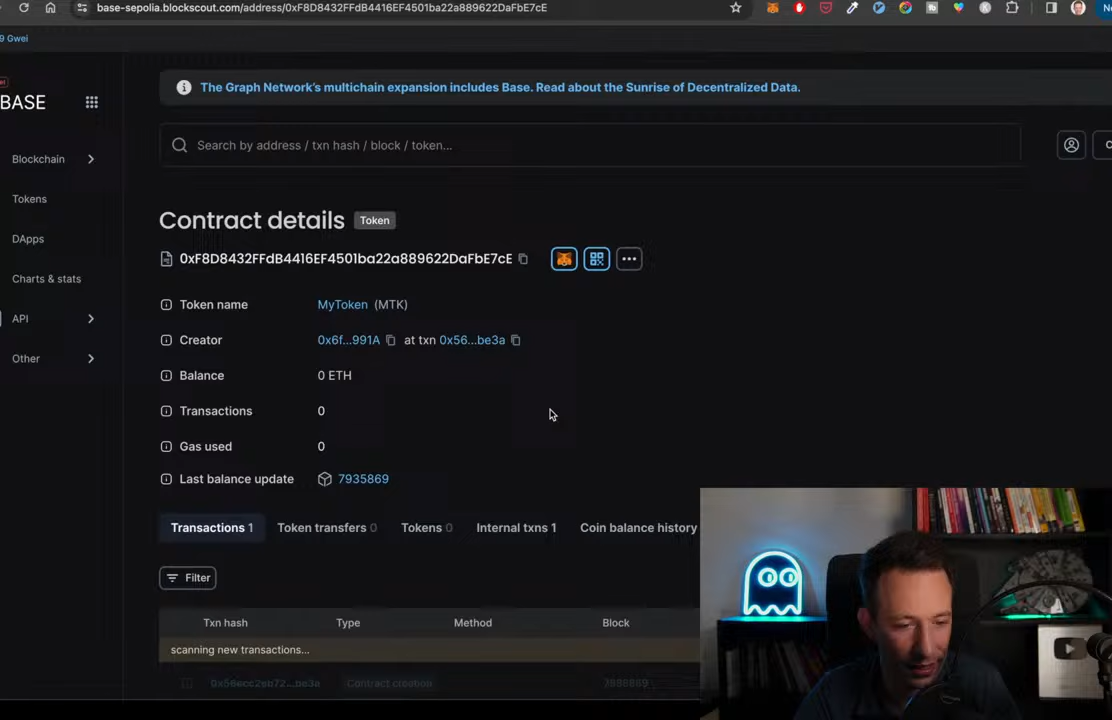 base-sepolia.blockscout.com/address/0xF8D8432FFdB4416EF4501ba22a889622DaFbE7cE
9 Gwei
The Graph Network's multichain expansion includes Base. Read about the Sunrise of Decentralized Data.
BASE
Search by address / txn hash / block / token...
Blockchain
Tokens
DApps
Charts & stats
API
Other
Contract details Token
0xF8D8432FFdB4416EF4501ba22a889622DaFbE7cE
Token name MyToken (MTK)
Creator 0x6f...991A at txn 0x56...be3a
Balance 0 ETH
Transactions 0
Gas used 0
Last balance update 7935869
Transactions 1 Token transfers 0 Tokens 0 Internal txns 1 Coin balance history
Filter
Txn hash Type Method Block
scanning new transactions...
Contract creation